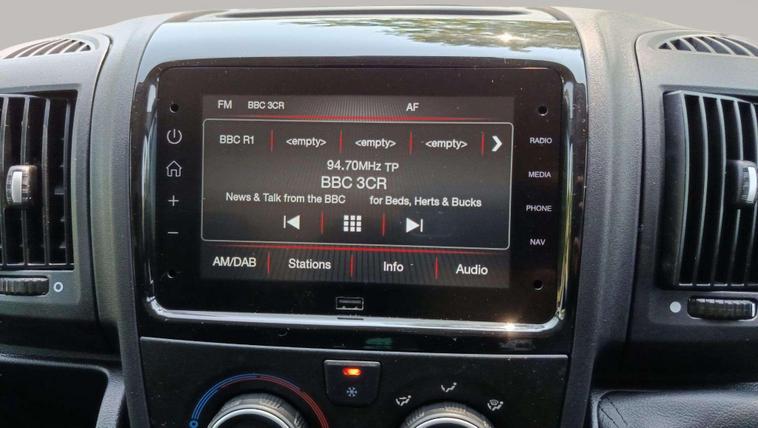 FM BBC 3CR AF
BBC R1 <empty> <empty> <empty>
94.70MHz TP
BBC 3CR
News & Talk from the BBC for Beds, Herts & Bucks
AM/DAB Stations Info Audio
RADIO
MEDIA
PHONE
NAV